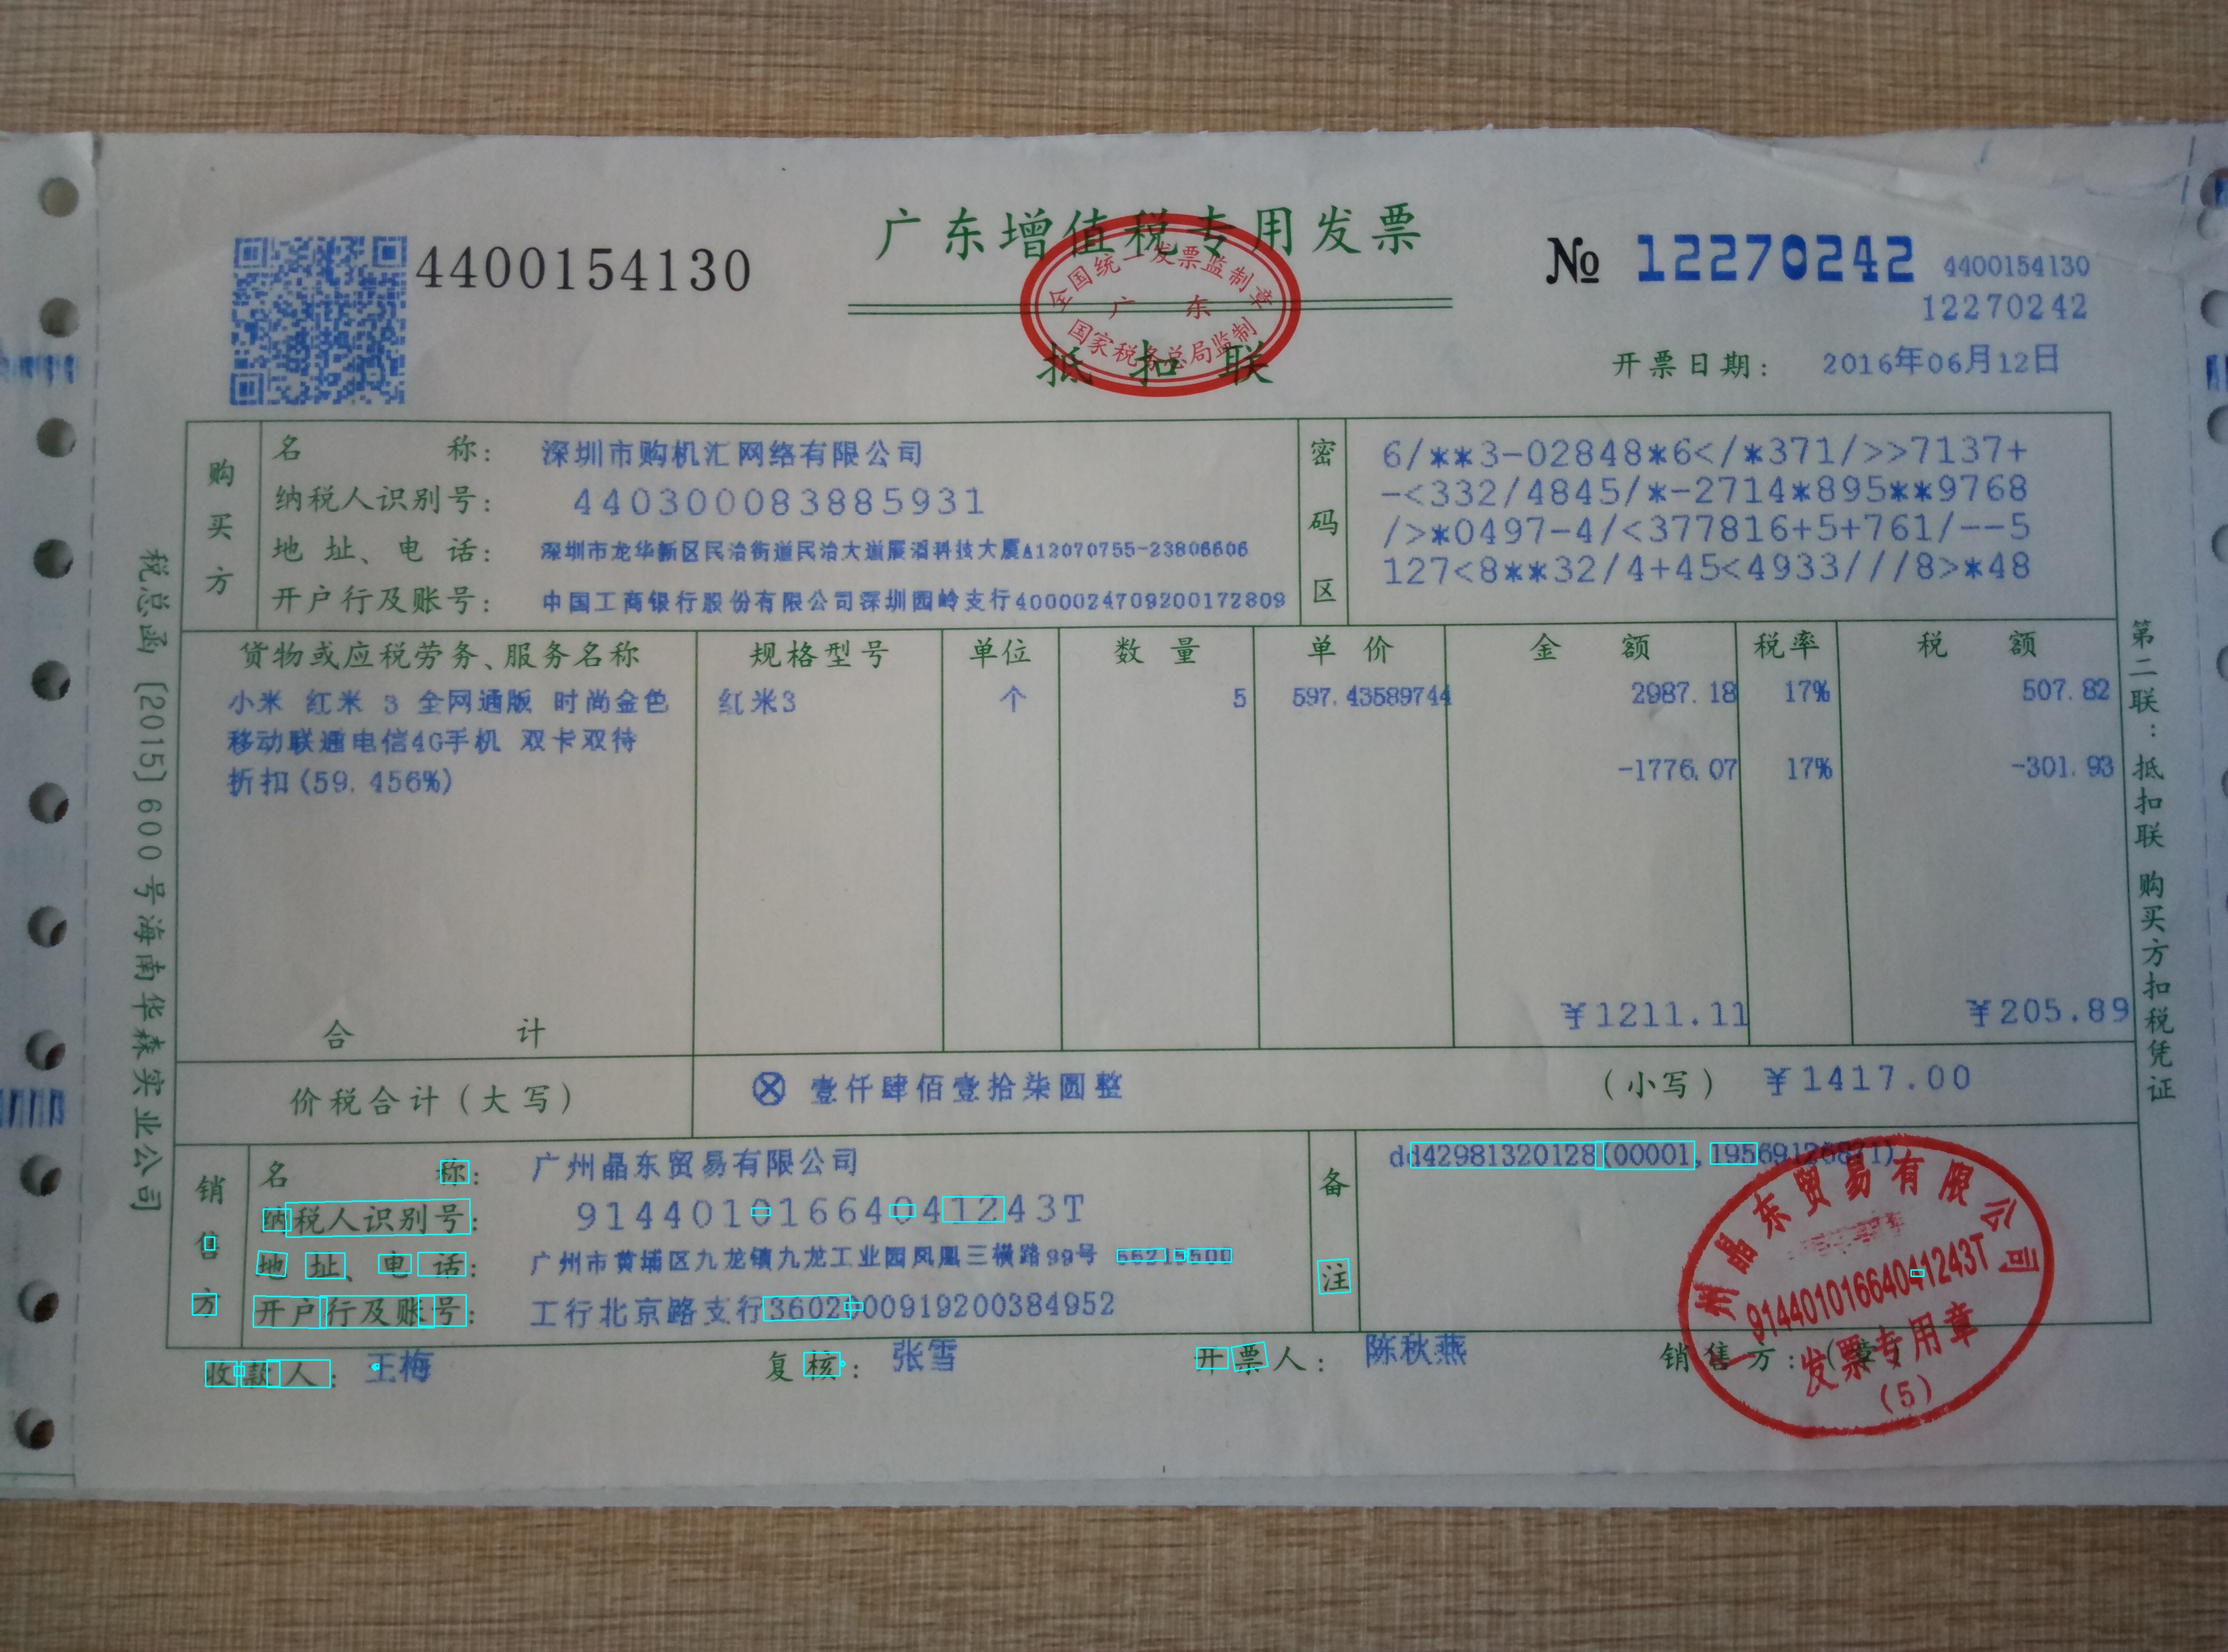 广东增值税专用发票
4400154130
№ 12270242
4400154130
12270242
全国统一发票监制章
广 东
国家税务总局监制
抵 扣 联
开票日期: 2016年06月12日
购买方
名 称: 深圳市购机汇网络有限公司
纳税人识别号: 440300083885931
地 址、电 话: 深圳市龙华新区民治街道民治大道展滔科技大厦A12070755-23806606
开户行及账号: 中国工商银行股份有限公司深圳园岭支行4000024709200172809
密码区
6/**3-02848*6</*371/>>7137+
-<332/4845/*-2714*895**9768
/>*0497-4/<377816+5+761/--5
127<8**32/4+45<4933///8>*48
货物或应税劳务、服务名称 规格型号 单位 数 量 单 价 金 额 税率 税 额
小米 红米 3 全网通版 时尚金色 红米3 个 5 597.43589744 2987.18 17% 507.82
移动联通电信4G手机 双卡双待
折扣(59.456%) -1776.07 17% -301.93
合 计 ¥1211.11 ¥205.89
价税合计(大写) ⊗ 壹仟肆佰壹拾柒圆整 (小写) ¥1417.00
销售方
名 称: 广州晶东贸易有限公司
纳税人识别号: 91440101664041243T
地 址、电 话: 广州市黄埔区九龙镇九龙工业园凤凰三横路99号 66215500
开户行及账号: 工行北京路支行3602000919200384952
备注
dd42981320128(00001,19569126871)
收款人: 王梅 复核: 张雪 开票人: 陈秋燕 销售方:(章)
州晶东贸易有限公司
91440101664041243T
发票专用章
(5)
税总函〔2015〕600号海南华森实业公司
第二联:抵扣联 购买方扣税凭证